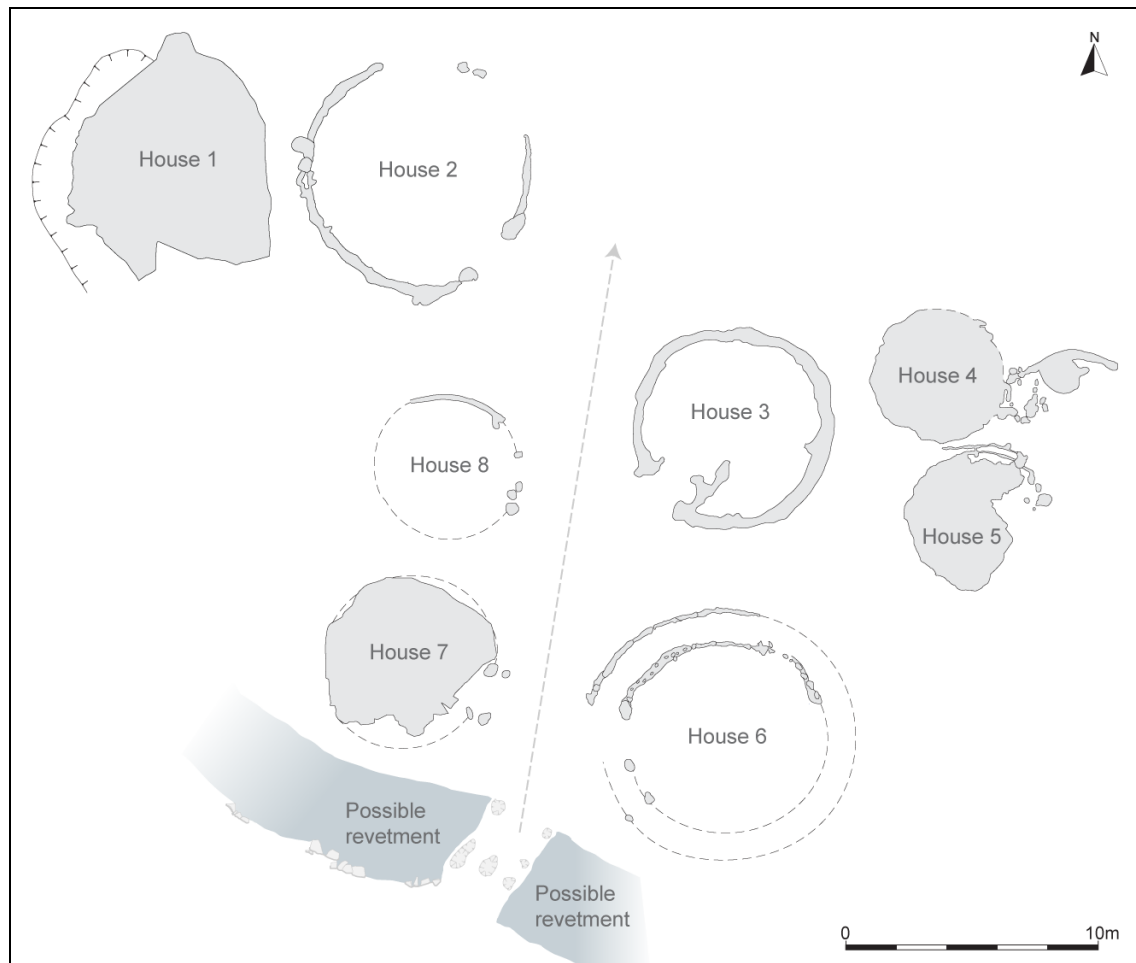 N
House 1
House 2
House 4
House 3
House 8
House 5
House 7
House 6
Possible
revetment
Possible
revetment
0
10m